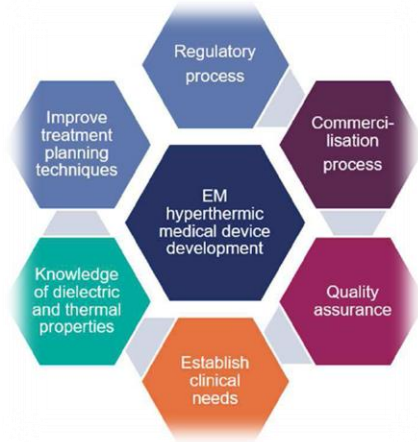 Regulatory
process
Improve
treatment
planning
techniques
Commerci-
lisation
process
EM
hyperthermic
medical device
development
Knowledge
of dielectric
and thermal
properties
Quality
assurance
Establish
clinical
needs